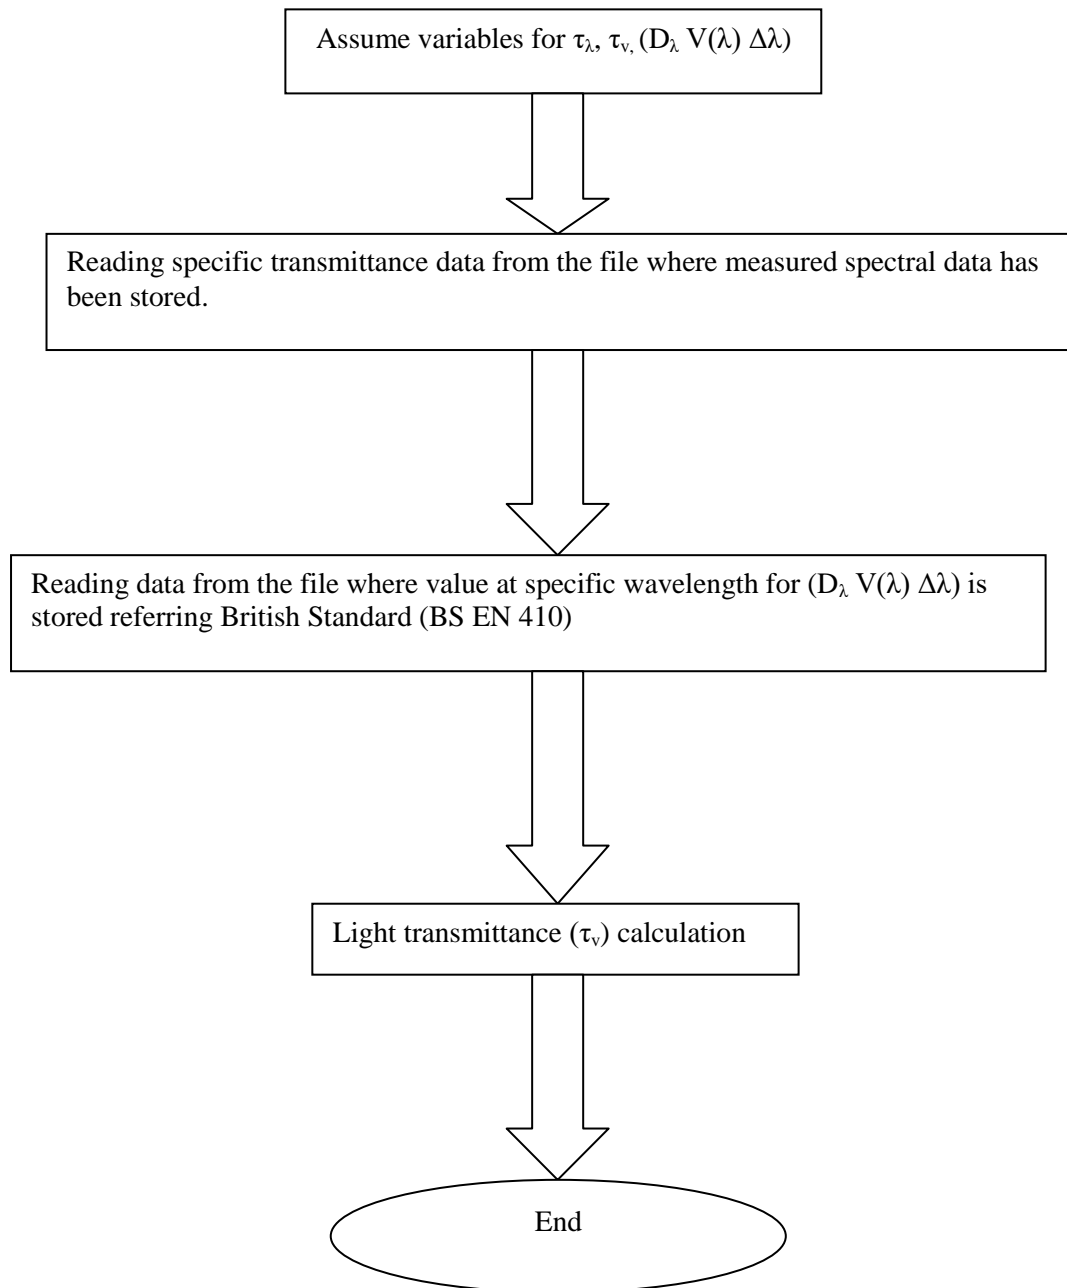 Assume variables for τλ, τv, (Dλ V(λ) Δλ)
Reading specific transmittance data from the file where measured spectral data has
been stored.
Reading data from the file where value at specific wavelength for (Dλ V(λ) Δλ) is
stored referring British Standard (BS EN 410)
Light transmittance (τv) calculation
End